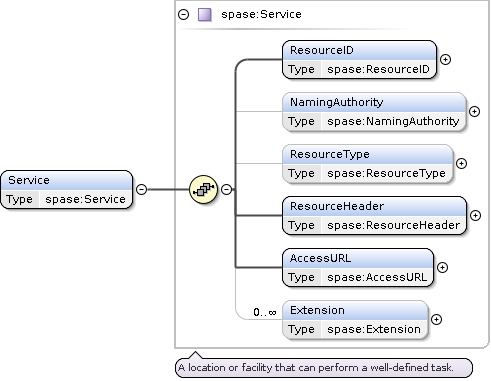 spase:Service
ResourceID
Type spase:ResourceID
NamingAuthority
Type spase:NamingAuthority
ResourceType
Type spase:ResourceType
Service
Type spase:Service
ResourceHeader
Type spase:ResourceHeader
AccessURL
Type spase:AccessURL
0..∞
Extension
Type spase:Extension
A location or facility that can perform a well-defined task.